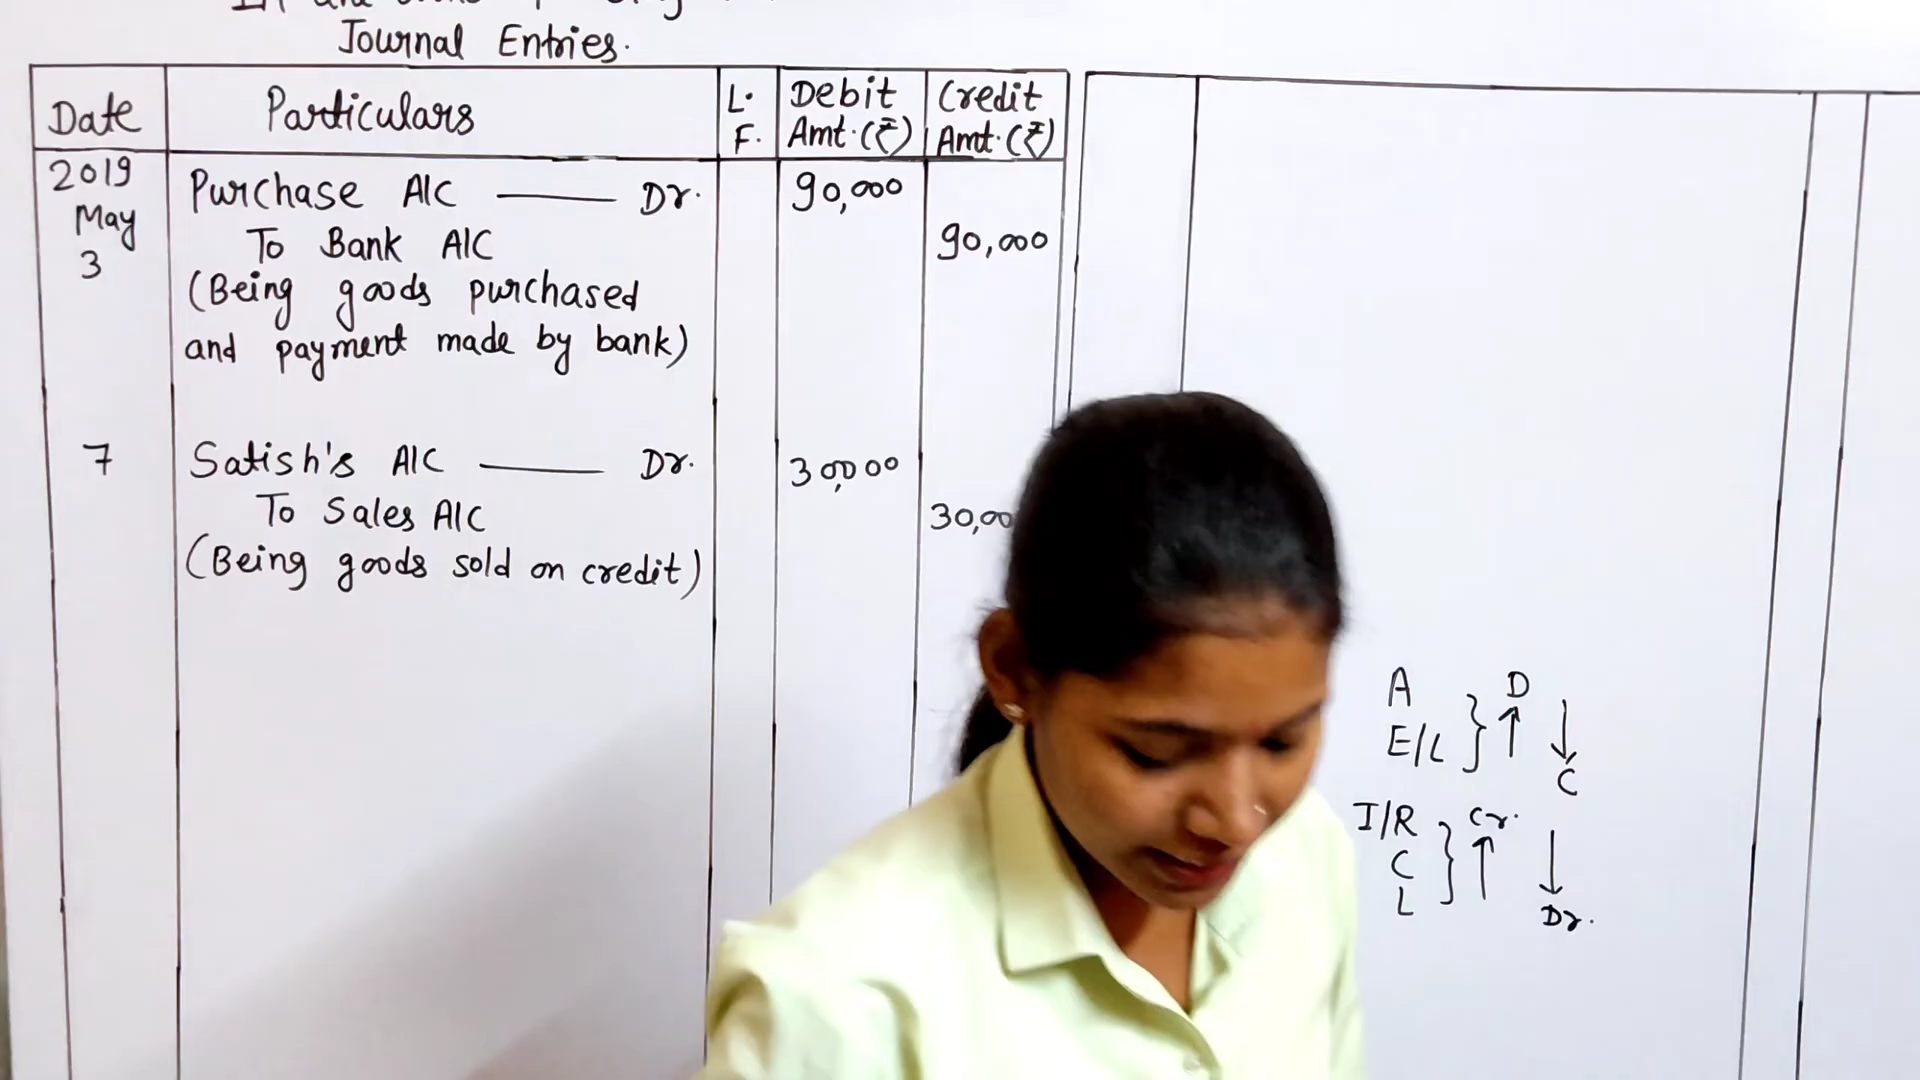 Journal Entries.
Date Particulars L.F. Debit Amt.(₹) Credit Amt.(₹)
2019 May 3 Purchase A/C —— Dr. 90,000
To Bank A/C 90,000
(Being goods purchased
and payment made by bank)
7 Satish's A/C —— Dr. 30,000
To Sales A/C
(Being goods sold on credit)
A D
E/L } ↑ ↓
C
I/R Cr.
C } ↑ ↓
L Dr.